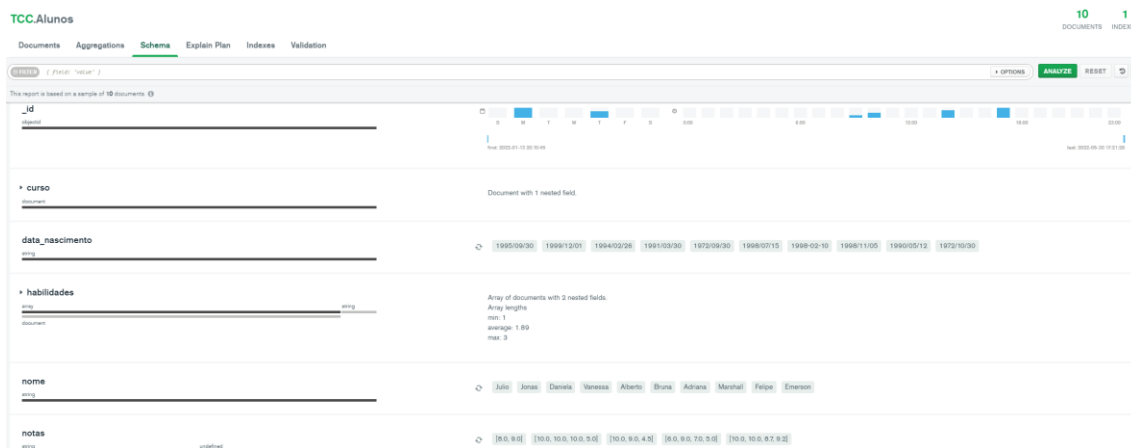 TCC.Alunos
10
DOCUMENTS
1
INDEX
Documents Aggregations Schema Explain Plan Indexes Validation
FILTER { field: 'value' }
OPTIONS ANALYZE RESET
This report is based on a sample of 10 documents.
_id
objectid
S M T W T F S 0:00 6:00 12:00 18:00 23:00
curso
document
Document with 1 nested field.
data_nascimento
string
1995/09/30 1999/12/01 1994/02/26 1991/03/30 1972/09/30 1998/07/15 1998-02-10 1998/11/05 1990/05/12 1972/10/30
habilidades
array string
document
Array of documents with 2 nested fields.
Array lengths
min: 1
average: 1.89
max: 3
nome
string
Julio Jonas Daniela Vanessa Alberto Bruna Adriana Marshall Felipe Emerson
notas
string undefined
[8.0, 9.0] [10.0, 10.0, 10.0, 5.0] [10.0, 9.0, 4.5] [6.0, 9.0, 7.0, 5.0] [10.0, 10.0, 8.7, 9.2]